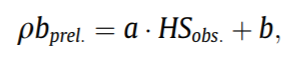 ρb_prel. = a · HS_obs. + b,